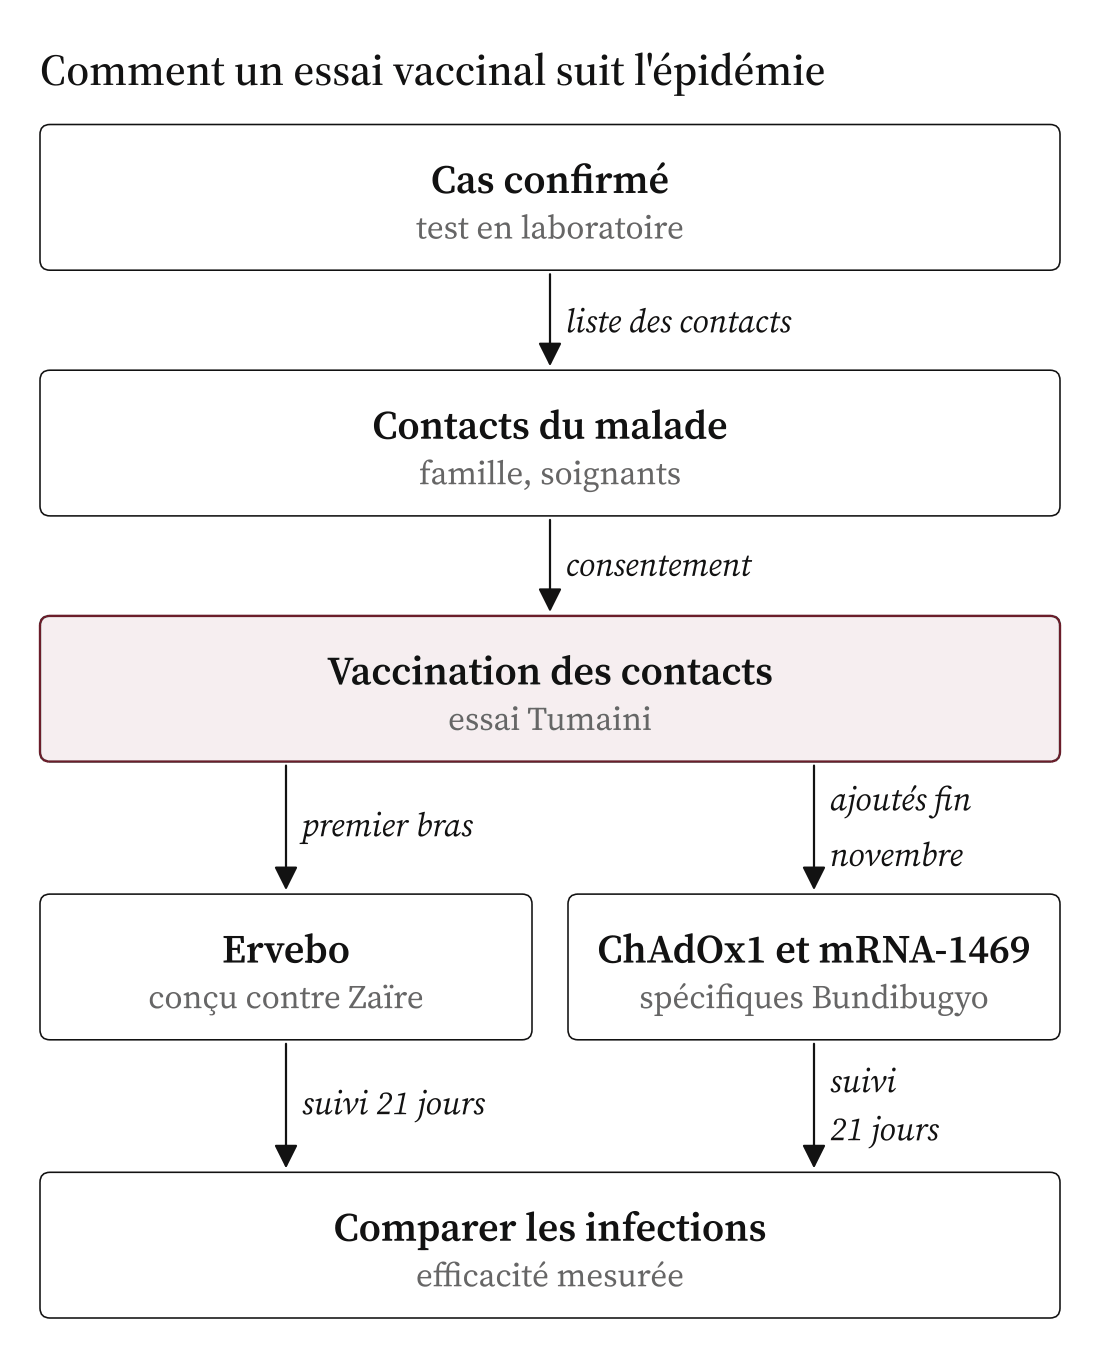 Comment un essai vaccinal suit l'épidémie
Cas confirmé
test en laboratoire
liste des contacts
Contacts du malade
famille, soignants
consentement
Vaccination des contacts
essai Tumaini
premier bras
ajoutés fin
novembre
Ervebo
conçu contre Zaïre
ChAdOx1 et mRNA-1469
spécifiques Bundibugyo
suivi 21 jours
suivi
21 jours
Comparer les infections
efficacité mesurée